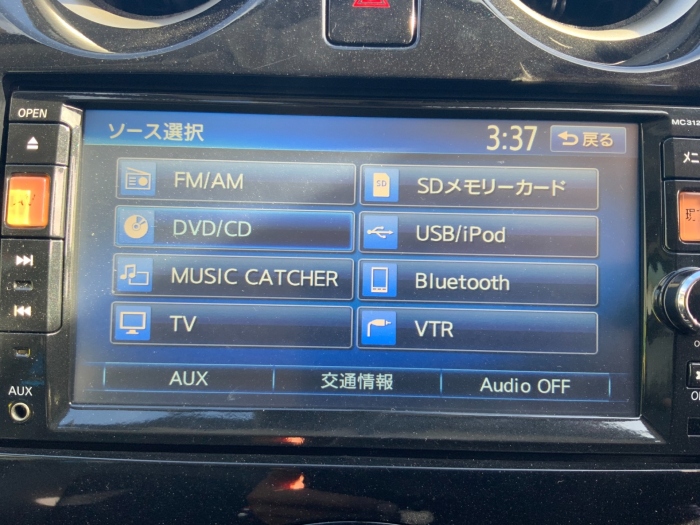 OPEN
ソース選択 3:37 戻る
MC312
FM/AM SDメモリーカード
DVD/CD USB/iPod
MUSIC CATCHER Bluetooth
TV VTR
AUX 交通情報 Audio OFF
AUX